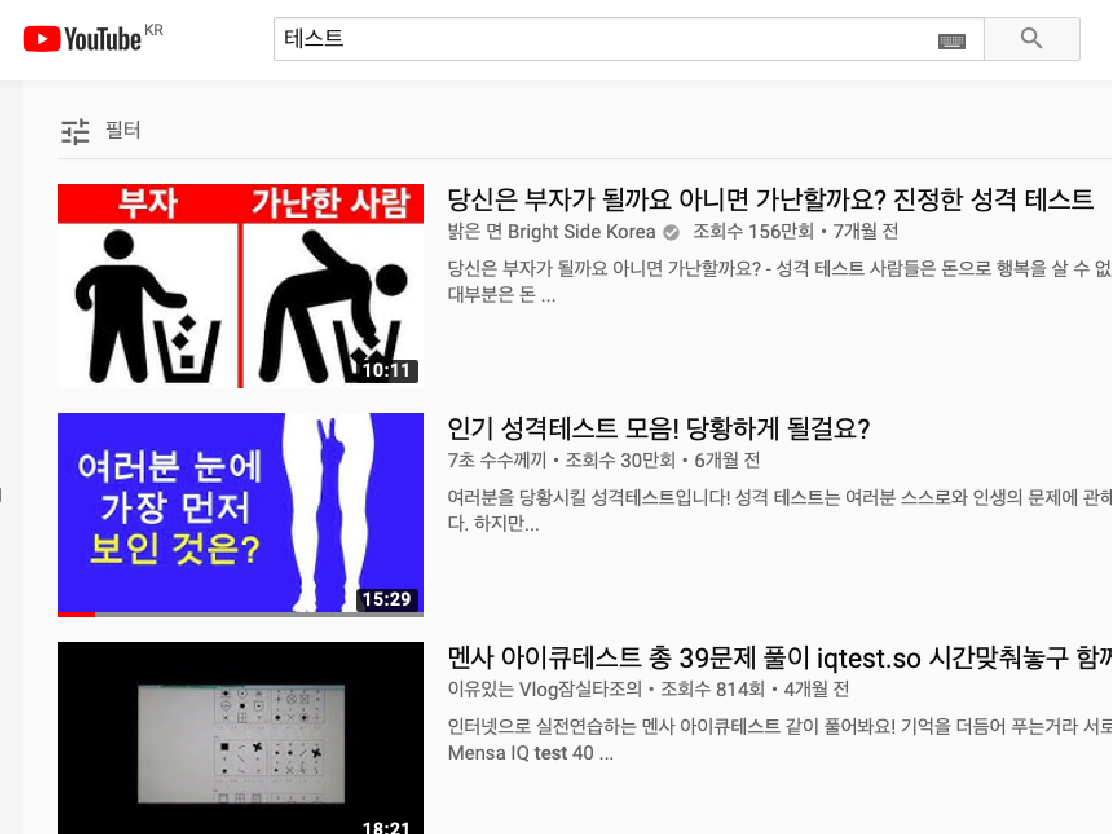 YouTube KR
테스트
필터
부자 가난한 사람
10:11
당신은 부자가 될까요 아니면 가난할까요? 진정한 성격 테스트
밝은 면 Bright Side Korea 조회수 156만회 • 7개월 전
당신은 부자가 될까요 아니면 가난할까요? - 성격 테스트 사람들은 돈으로 행복을 살 수 없
대부분은 돈 ...
여러분 눈에
가장 먼저
보인 것은?
15:29
인기 성격테스트 모음! 당황하게 될걸요?
7초 수수께끼 • 조회수 30만회 • 6개월 전
여러분을 당황시킬 성격테스트입니다! 성격 테스트는 여러분 스스로와 인생의 문제에 관해
다. 하지만...
18:21
멘사 아이큐테스트 총 39문제 풀이 iqtest.so 시간맞춰놓구 함께
이유있는 Vlog잠실타조의 • 조회수 814회 • 4개월 전
인터넷으로 실전연습하는 멘사 아이큐테스트 같이 풀어봐요! 기억을 더듬어 푸는거라 서로
Mensa IQ test 40 ...